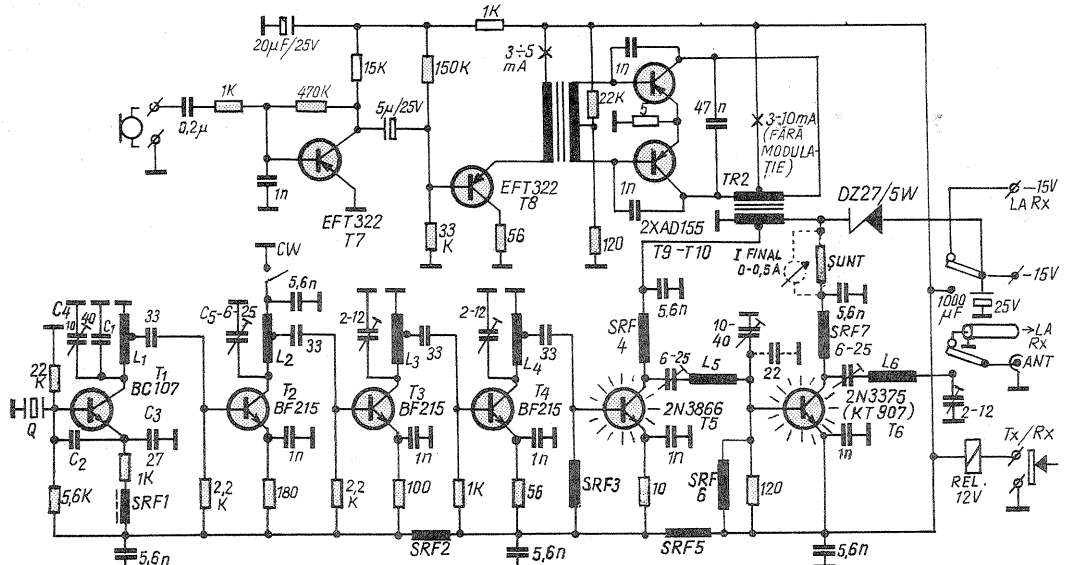 1K
20µF/25V
15K
150K
3÷5
mA
1n
1K
470K
5µ/25V
22K
5
47n
3-10mA
(FĂRĂ
MODULA-
ȚIE)
0,2µ
1n
EFT322
T7
EFT322
T8
33
K
56
1n
120
2XAD155
T9-T10
TR2
DZ27/5W
-15V
LA Rx
-15V
I FINAL
0-0,5A
ȘUNT
1000
µF
25V
→LA
Rx
ANT
CW
5,6n
C4
10
40
C1
33
L1
C5-6-25
L2
33
2-12
L3
33
2-12
L4
33
5,6n
SRF
4
6-25
L5
10-
40
22
5,6n
SRF7
6-25
L6
2-12
22
K
T1
BC107
T2
BF215
T3
BF215
T4
BF215
2N3866
T5
2N3375
(KT907)
T6
Q
C2
C3
27
1n
1n
1n
1n
1n
5,6K
1K
SRF1
2,2
K
180
2,2
K
100
1K
56
SRF3
10
SRF
6
120
REL.
12V
Tx/Rx
5,6n
SRF2
5,6n
SRF5
5,6n